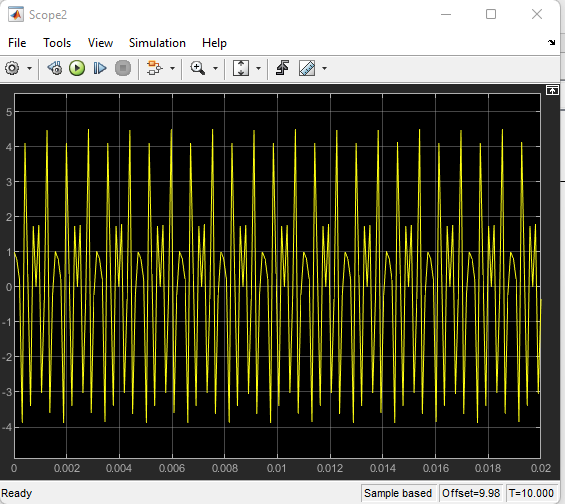 Scope2
File Tools View Simulation Help
5
4
3
2
1
0
-1
-2
-3
-4
0 0.002 0.004 0.006 0.008 0.01 0.012 0.014 0.016 0.018 0.02
Ready Sample based Offset=9.98 T=10.000